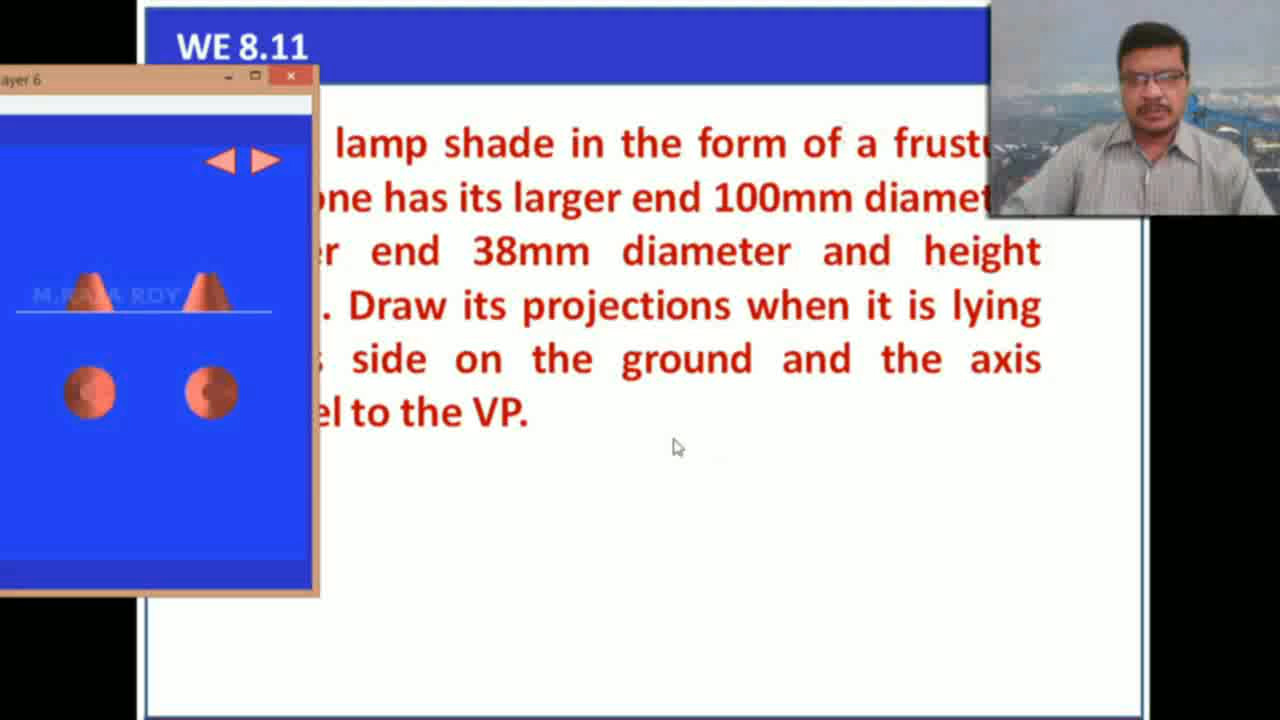 WE 8.11
ayer 6
lamp shade in the form of a frustu
one has its larger end 100mm diamet
er end 38mm diameter and height
. Draw its projections when it is lying
s side on the ground and the axis
el to the VP.
M.RAJA ROY